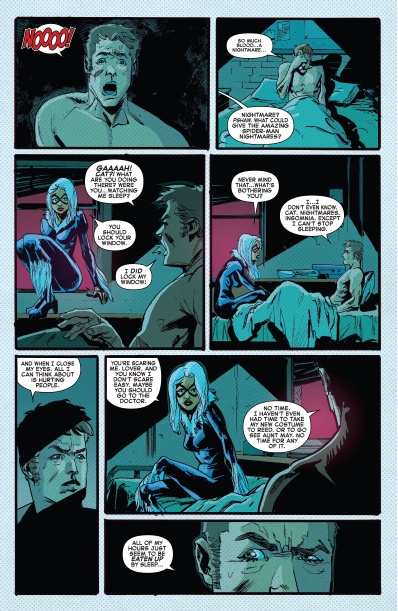 NOOOO!
SO MUCH
BLOOD...A
NIGHTMARE...
NIGHTMARE?
PSHAW! WHAT COULD
GIVE THE AMAZING
SPIDER-MAN
NIGHTMARES?
GAAAAH!
CAT?! WHAT
ARE YOU DOING
THERE? WERE
YOU...WATCHING
ME SLEEP?
YOU
SHOULD
LOCK YOUR
WINDOW.
I DID
LOCK MY
WINDOW!
NEVER MIND
THAT...WHAT'S
BOTHERING
YOU?
I...I
DON'T EVEN KNOW,
CAT. NIGHTMARES.
INSOMNIA. EXCEPT
I CAN'T STOP
SLEEPING.
AND WHEN I CLOSE
MY EYES, ALL I
CAN THINK ABOUT
IS HURTING
PEOPLE.
YOU'RE SCARING
ME, LOVER. AND
YOU KNOW I
DON'T SCARE
EASY. MAYBE
YOU SHOULD
GO TO THE
DOCTOR.
NO TIME.
I HAVEN'T EVEN
HAD TIME TO TAKE
MY NEW COSTUME
TO REED. OR TO GO
SEE AUNT MAY. NO
TIME FOR ANY
OF IT.
ALL OF MY
HOURS JUST
SEEM TO BE
EATEN UP
BY SLEEP...